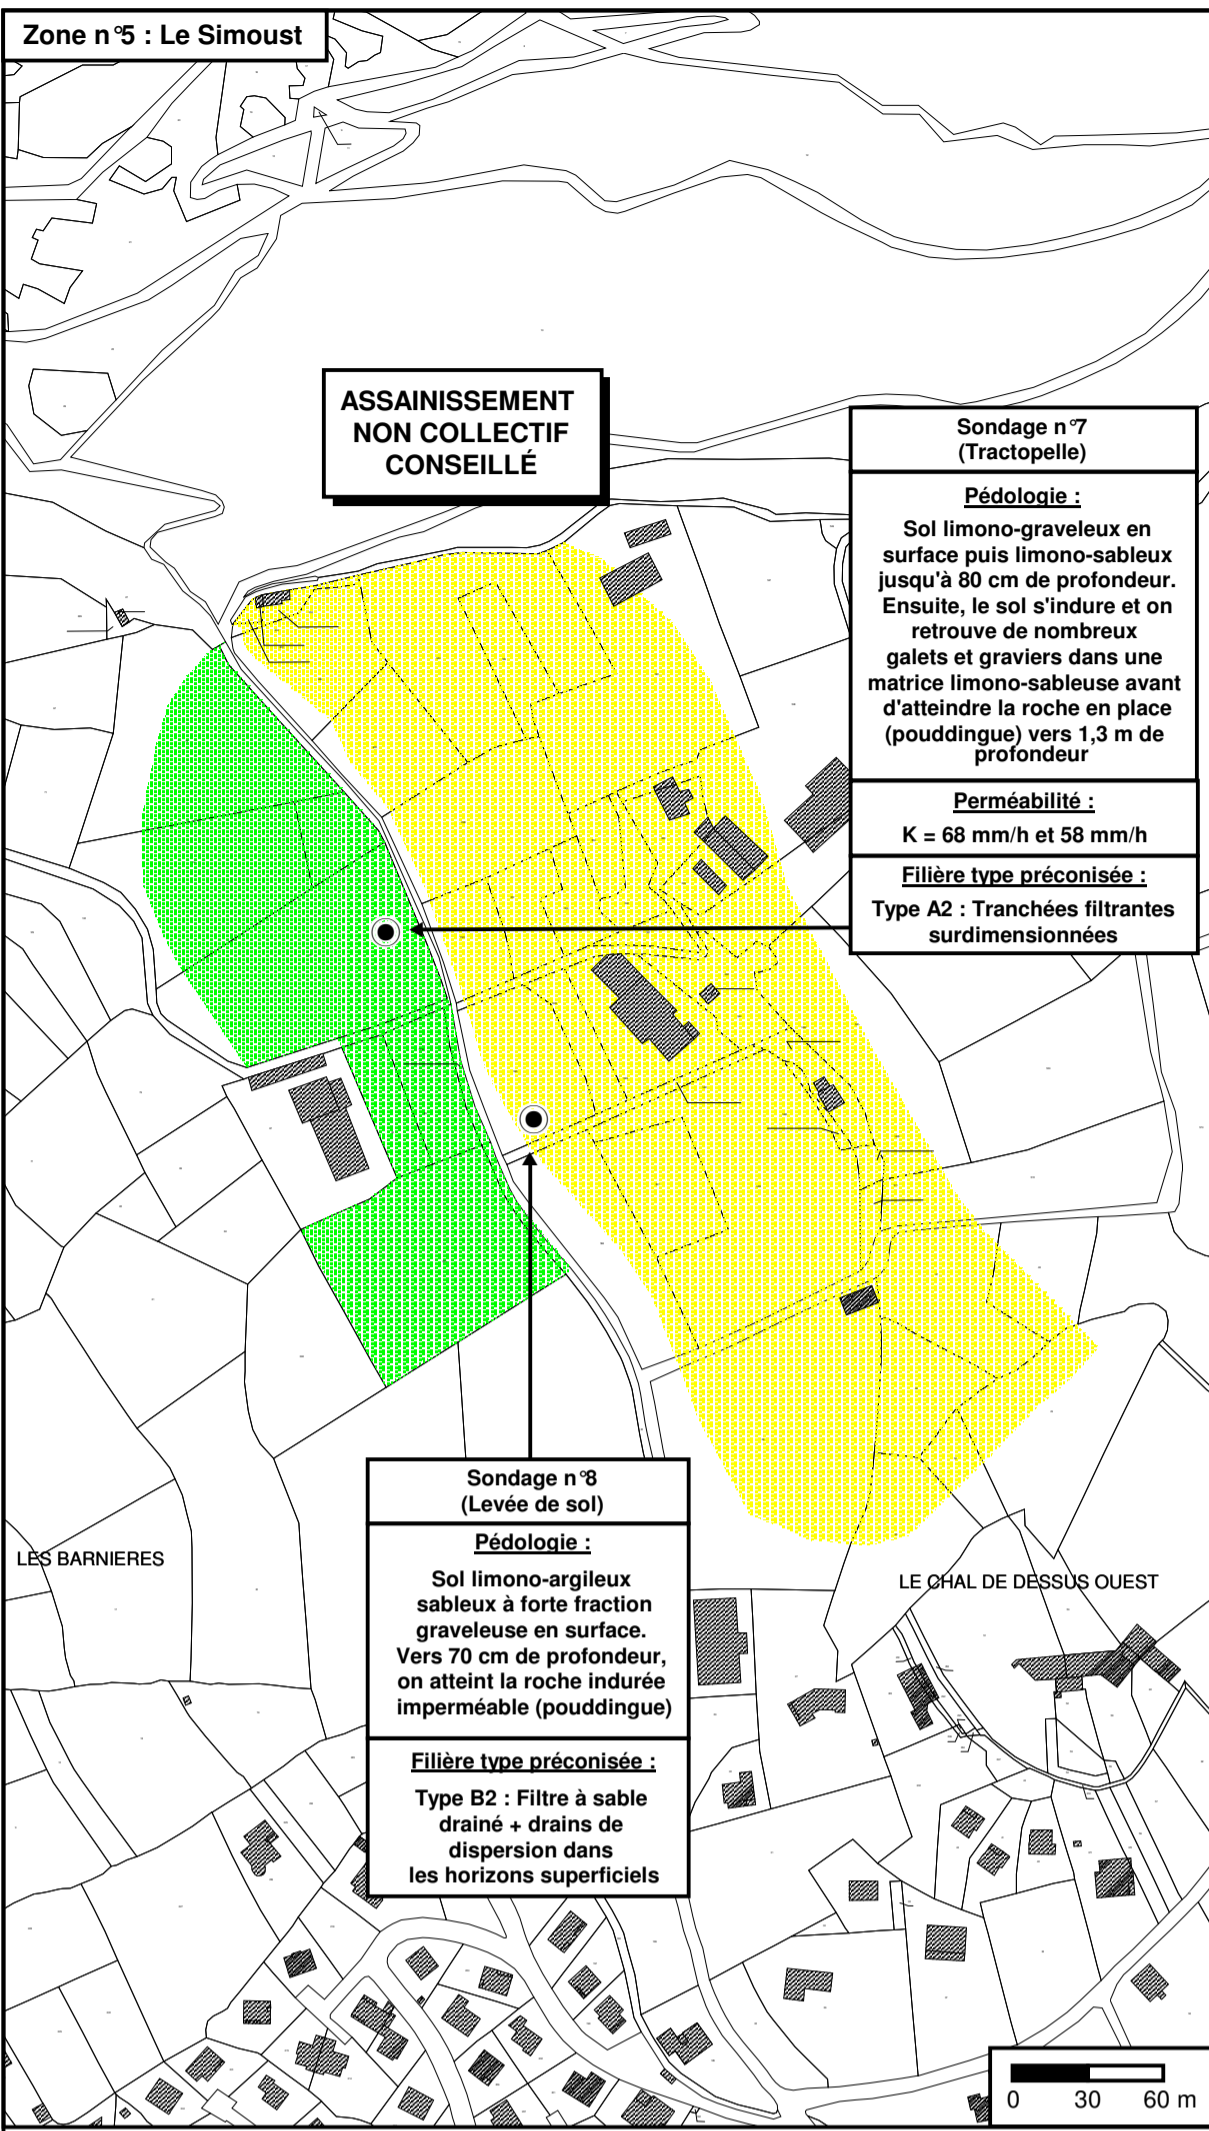 Zone n°5 : Le Simoust
ASSAINISSEMENT
NON COLLECTIF
CONSEILLÉ
Sondage n°7
(Tractopelle)
Pédologie :
Sol limono-graveleux en
surface puis limono-sableux
jusqu'à 80 cm de profondeur.
Ensuite, le sol s'indure et on
retrouve de nombreux
galets et graviers dans une
matrice limono-sableuse avant
d'atteindre la roche en place
(pouddingue) vers 1,3 m de
profondeur
Perméabilité :
K = 68 mm/h et 58 mm/h
Filière type préconisée :
Type A2 : Tranchées filtrantes
surdimensionnées
Sondage n°8
(Levée de sol)
Pédologie :
Sol limono-argileux
sableux à forte fraction
graveleuse en surface.
Vers 70 cm de profondeur,
on atteint la roche indurée
imperméable (pouddingue)
Filière type préconisée :
Type B2 : Filtre à sable
drainé + drains de
dispersion dans
les horizons superficiels
LES BARNIERES
LE CHAL DE DESSUS OUEST
0 30 60 m